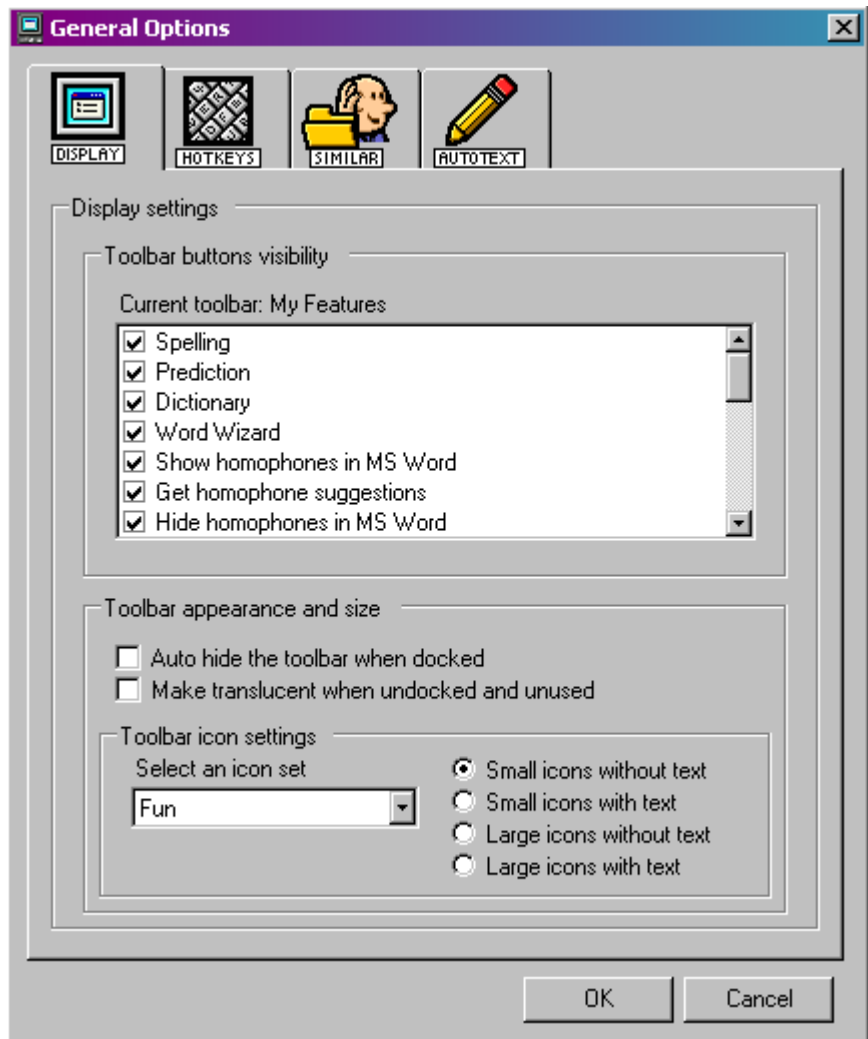 General Options
DISPLAY
HOTKEYS
SIMILAR
AUTOTEXT
Display settings
Toolbar buttons visibility
Current toolbar: My Features
Spelling
Prediction
Dictionary
Word Wizard
Show homophones in MS Word
Get homophone suggestions
Hide homophones in MS Word
Toolbar appearance and size
Auto hide the toolbar when docked
Make translucent when undocked and unused
Toolbar icon settings
Select an icon set
Fun
Small icons without text
Small icons with text
Large icons without text
Large icons with text
OK
Cancel